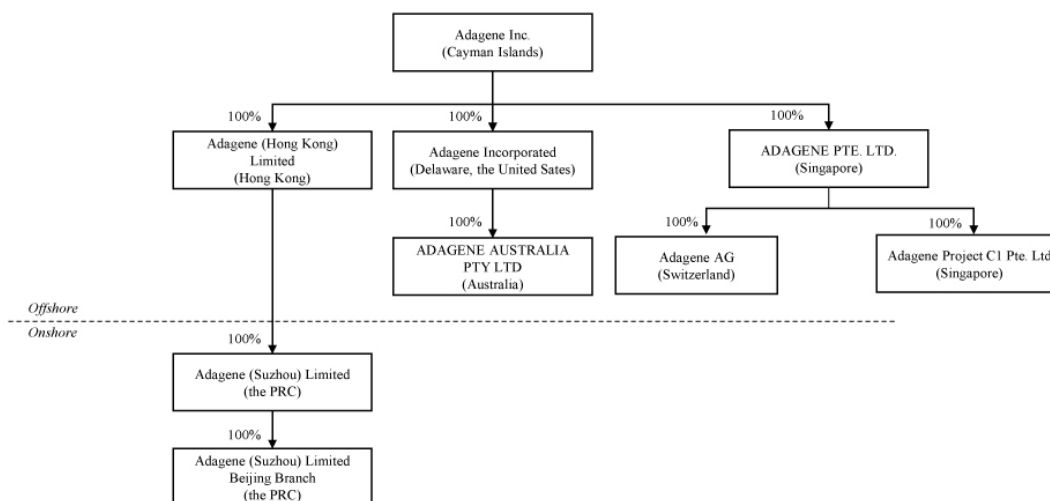 Adagene Inc.
(Cayman Islands)
100%
100%
100%
Adagene (Hong Kong)
Limited
(Hong Kong)
Adagene Incorporated
(Delaware, the United Sates)
ADAGENE PTE. LTD.
(Singapore)
100%
100%
100%
ADAGENE AUSTRALIA
PTY LTD
(Australia)
Adagene AG
(Switzerland)
Adagene Project C1 Pte. Ltd
(Singapore)
Offshore
Onshore
100%
Adagene (Suzhou) Limited
(the PRC)
100%
Adagene (Suzhou) Limited
Beijing Branch
(the PRC)